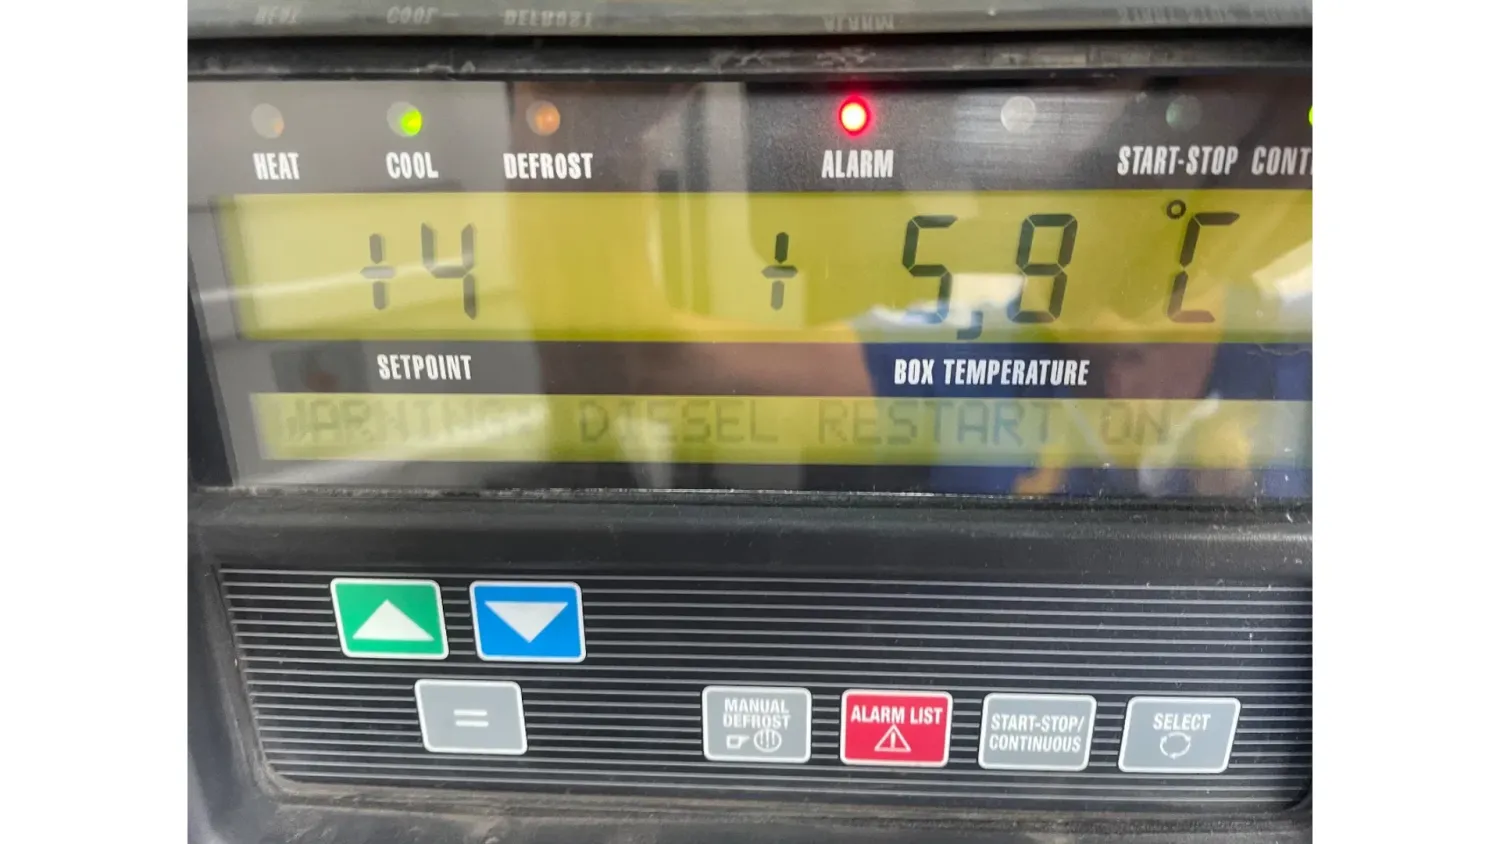 HEAT COOL DEFROST ALARM START-STOP CONT
+4 + 5,8 °C
SETPOINT BOX TEMPERATURE
WARNING: DIESEL RESTART ON
MANUAL DEFROST
ALARM LIST
START-STOP/
CONTINUOUS
SELECT
=